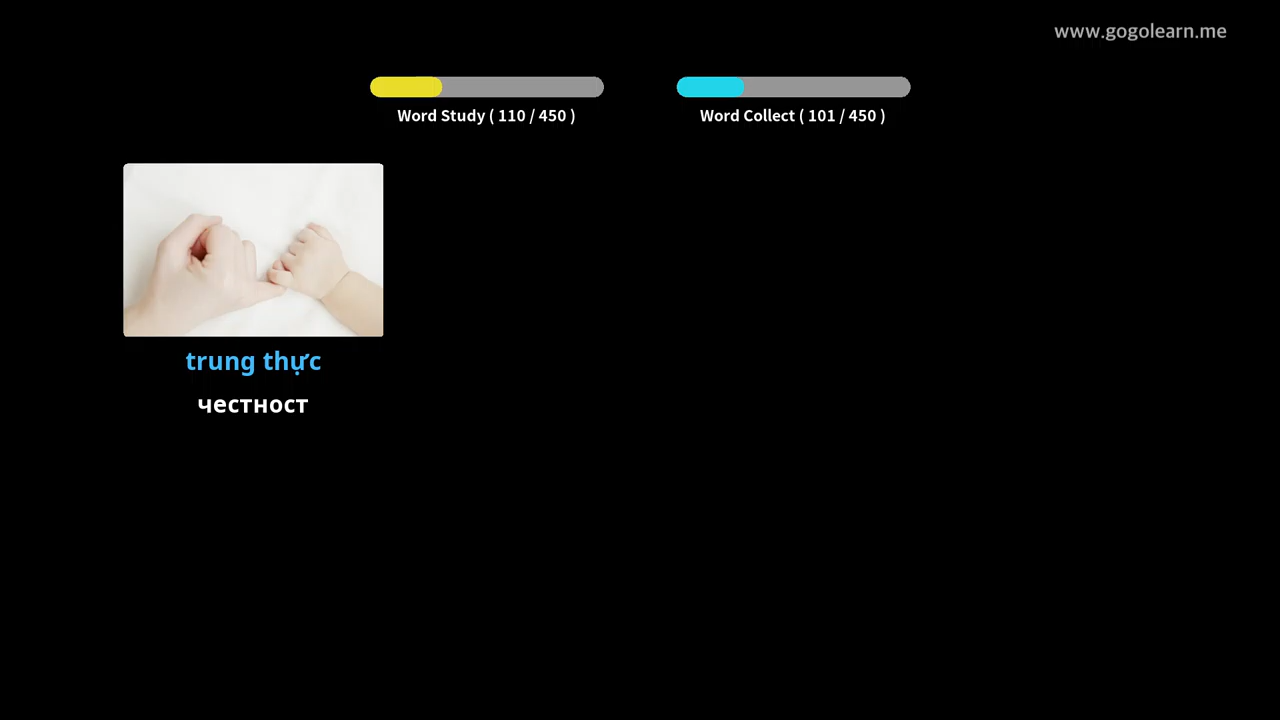 www.gogolearn.me
Word Study ( 110 / 450 )
Word Collect ( 101 / 450 )
trung thực
честност